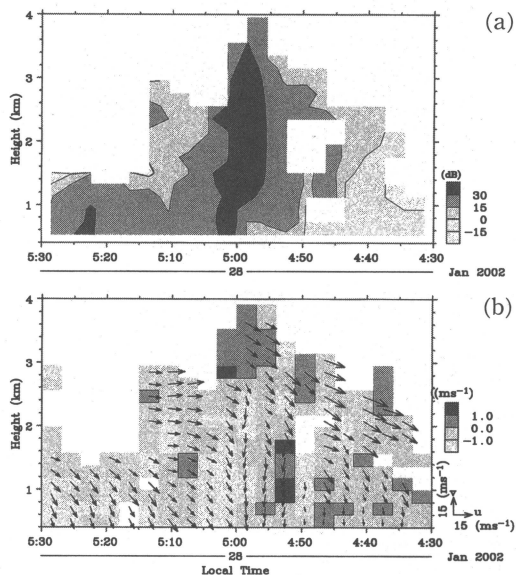 (a)
4
3
2
1
Height (km)
(dB)
30
15
0
−15
5:30 5:20 5:10 5:00 4:50 4:40 4:30
28 Jan 2002
(b)
4
3
2
1
Height (km)
(ms⁻¹)
1.0
0.0
−1.0
15 (ms⁻¹)
u
15 (ms⁻¹)
5:30 5:20 5:10 5:00 4:50 4:40 4:30
28 Jan 2002
Local Time